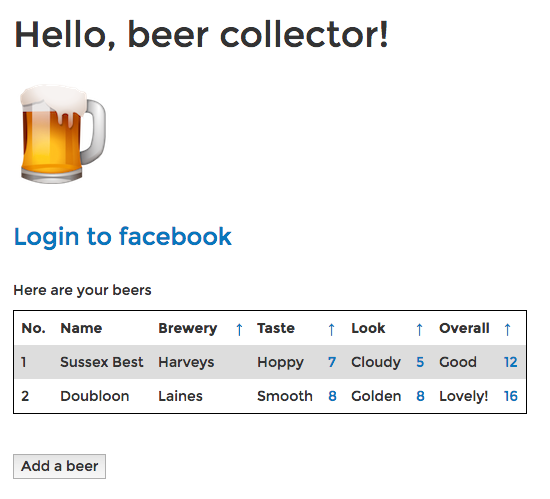 Hello, beer collector!
Login to facebook
Here are your beers
No. Name Brewery ↑ Taste ↑ Look ↑ Overall ↑
1 Sussex Best Harveys Hoppy 7 Cloudy 5 Good 12
2 Doubloon Laines Smooth 8 Golden 8 Lovely! 16
Add a beer